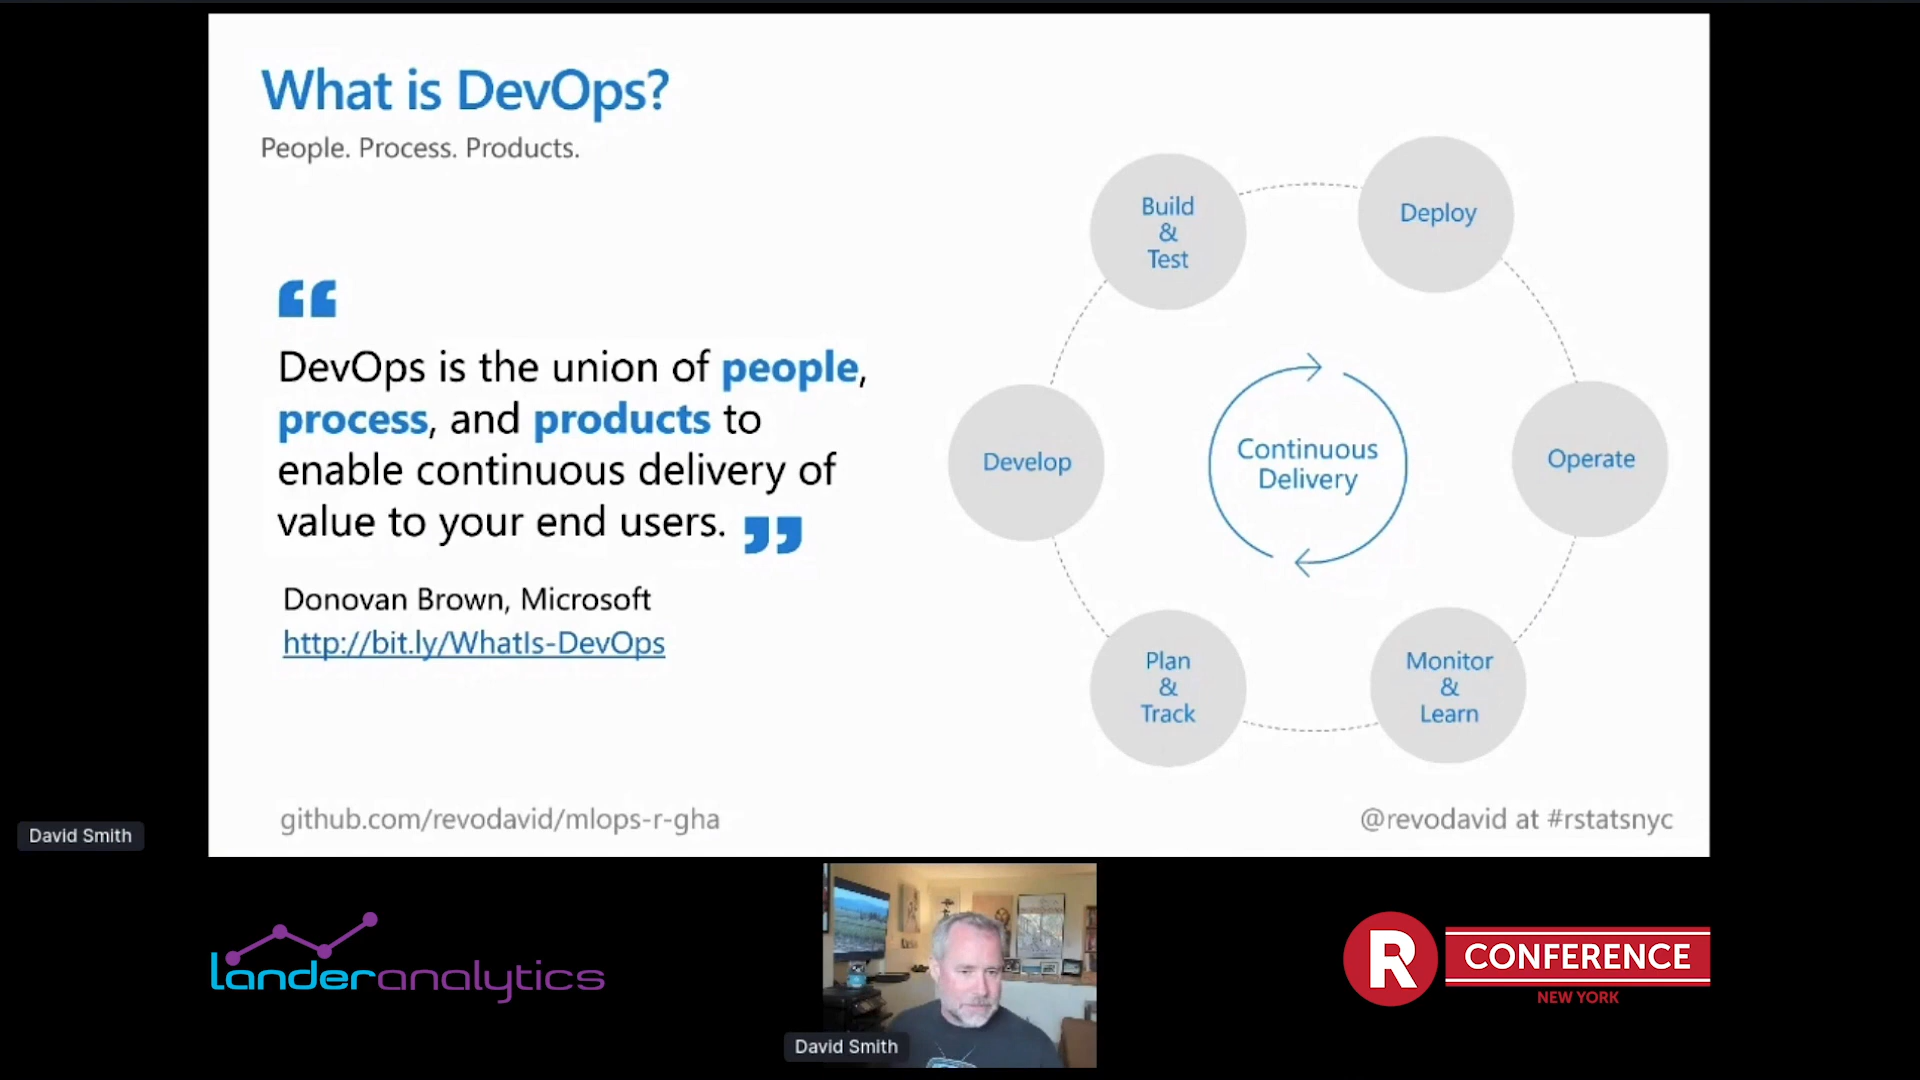 What is DevOps?
People. Process. Products.
“
DevOps is the union of people,
process, and products to
enable continuous delivery of
value to your end users. ”
Donovan Brown, Microsoft
http://bit.ly/WhatIs-DevOps
Build
&
Test
Deploy
Develop
Continuous
Delivery
Operate
Plan
&
Track
Monitor
&
Learn
github.com/revodavid/mlops-r-gha
@revodavid at #rstatsnyc
David Smith
landeranalytics
David Smith
R CONFERENCE
NEW YORK